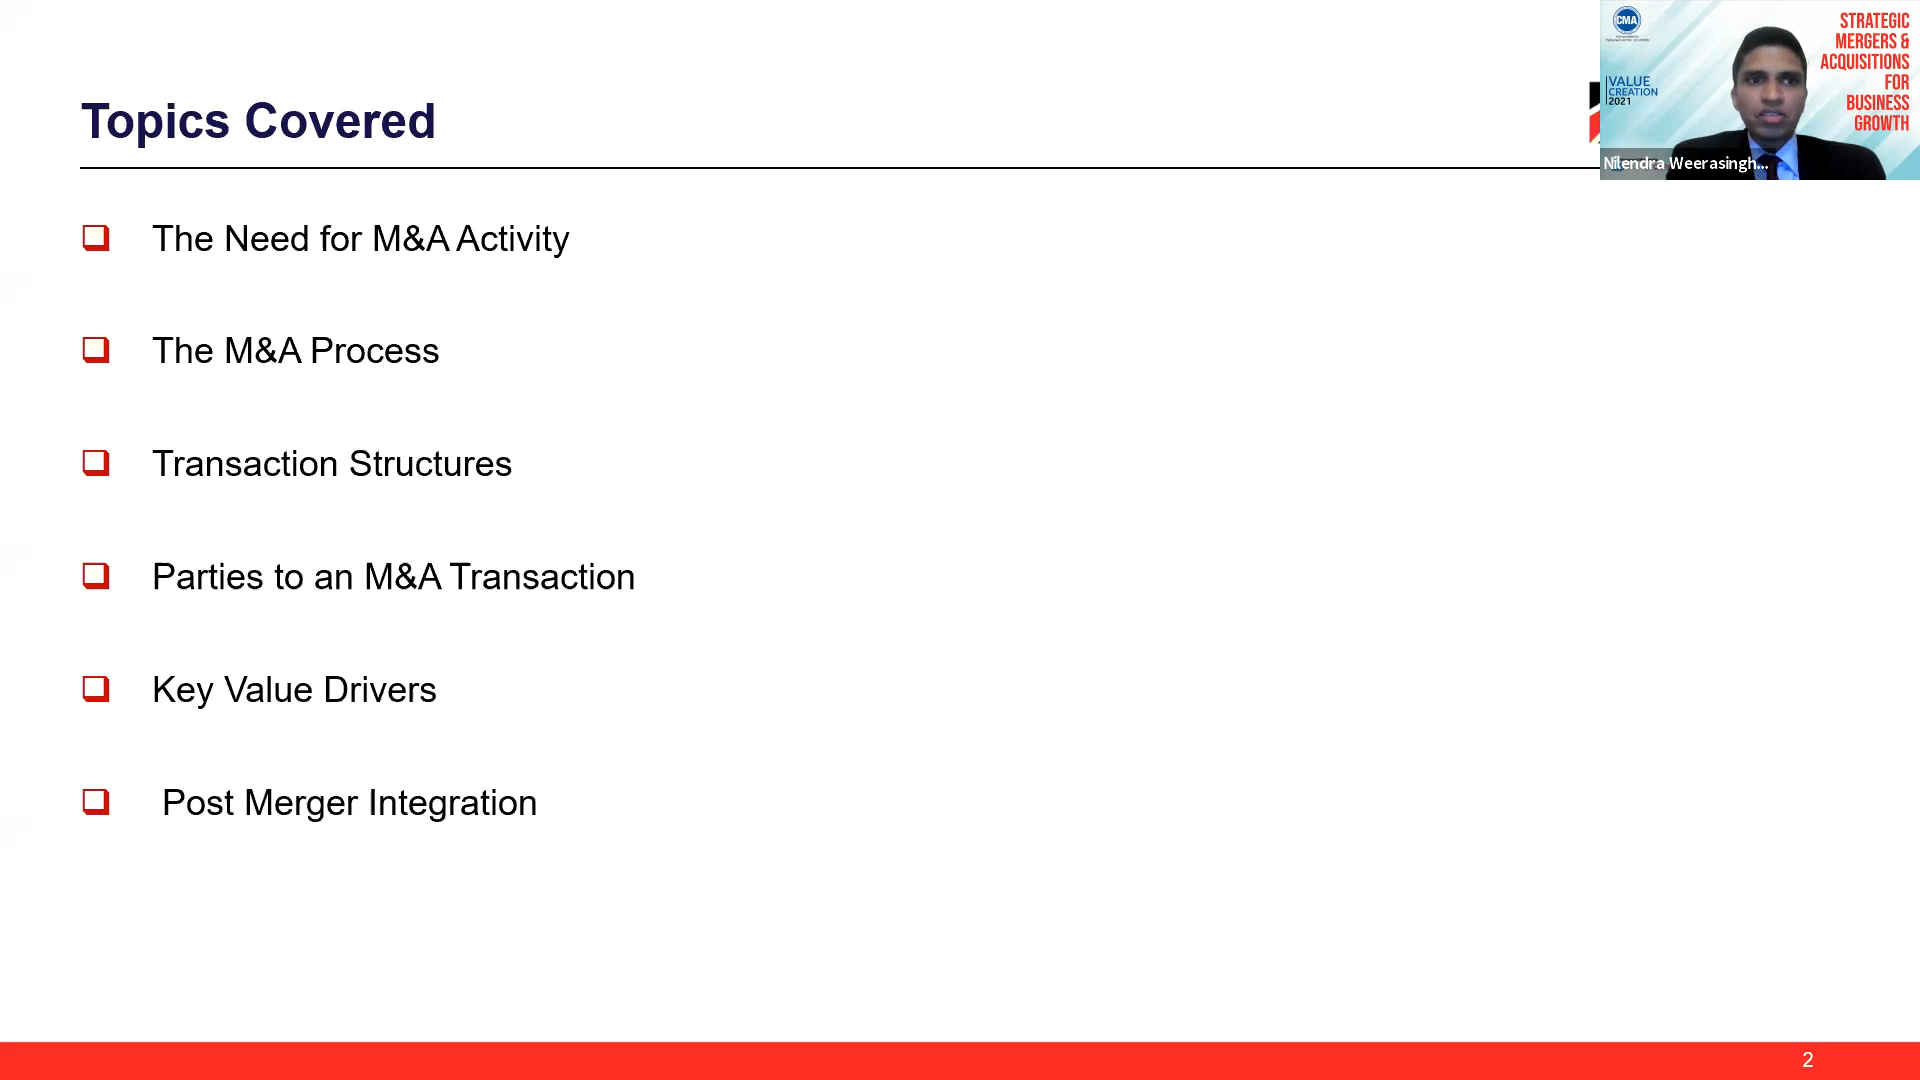 Topics Covered
The Need for M&A Activity
The M&A Process
Transaction Structures
Parties to an M&A Transaction
Key Value Drivers
Post Merger Integration
CMA
VALUE
CREATION
2021
STRATEGIC
MERGERS &
ACQUISITIONS
FOR
BUSINESS
GROWTH
Nilendra Weerasingh...
2